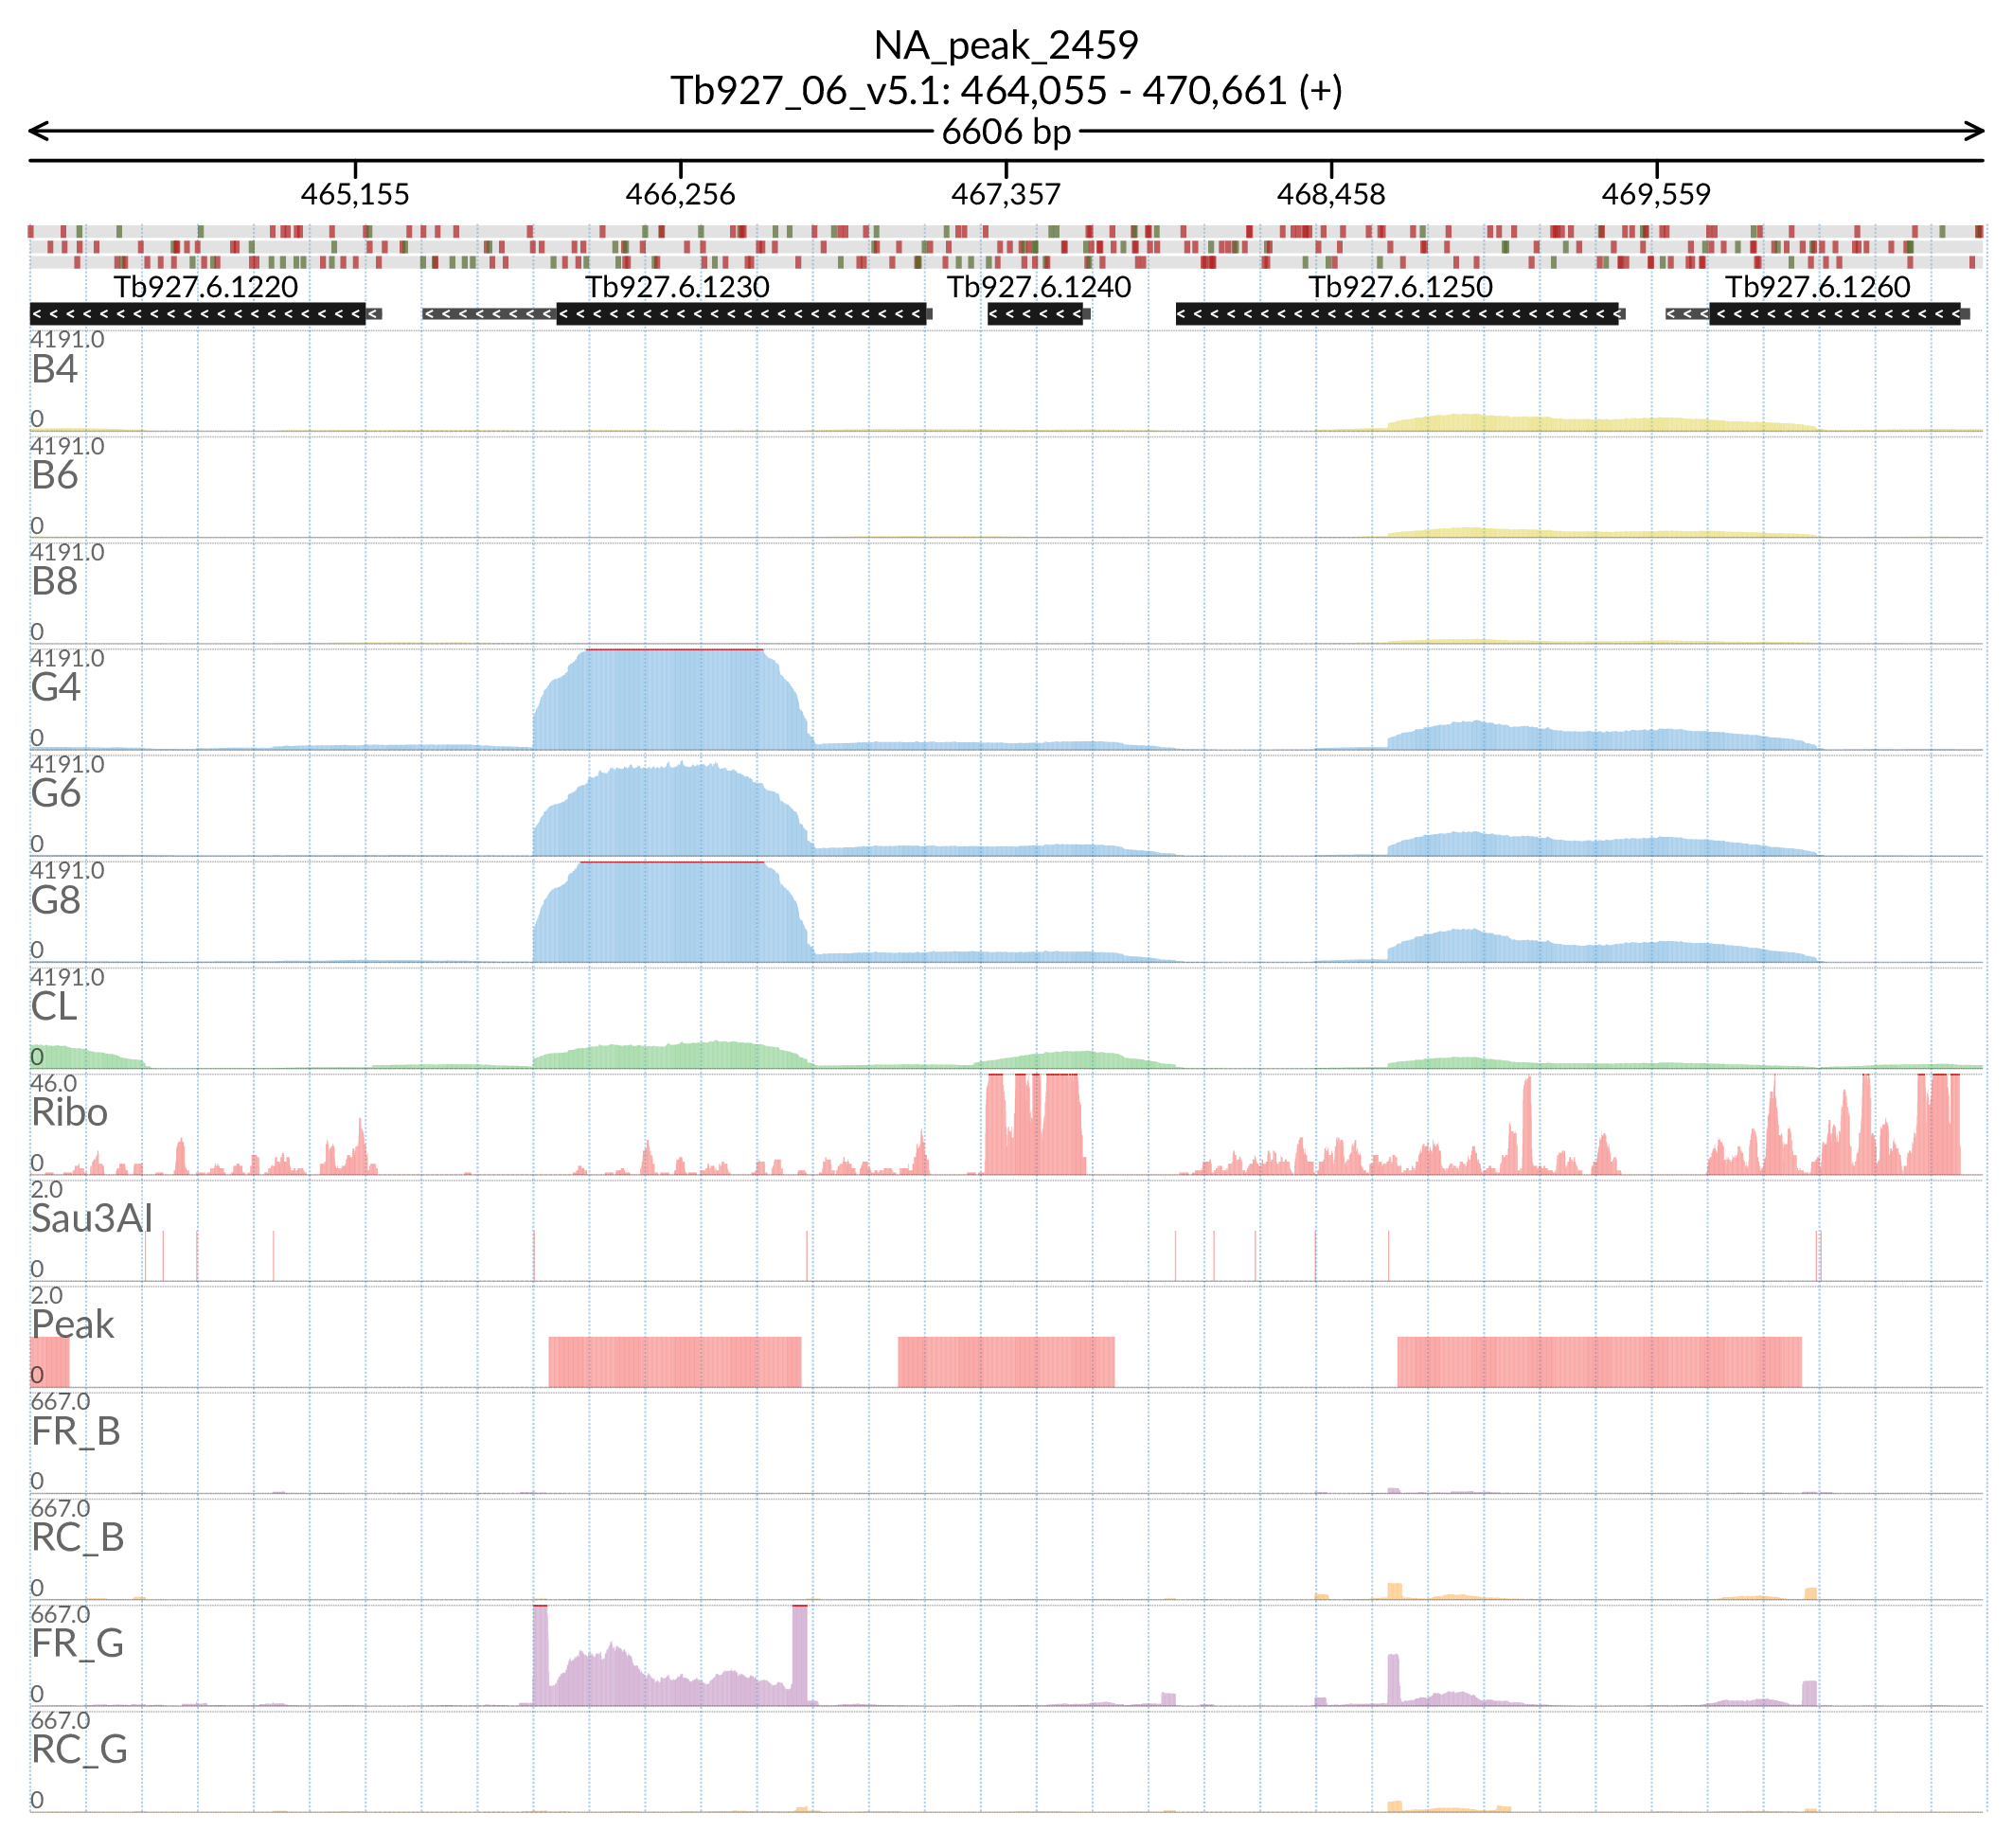 NA_peak_2459
Tb927_06_v5.1: 464,055 - 470,661 (+)
6606 bp
465,155 466,256 467,357 468,458 469,559
Tb927.6.1220 Tb927.6.1230 Tb927.6.1240 Tb927.6.1250 Tb927.6.1260
4191.0
B4
0
4191.0
B6
0
4191.0
B8
0
4191.0
G4
0
4191.0
G6
0
4191.0
G8
0
4191.0
CL
0
46.0
Ribo
0
2.0
Sau3AI
0
2.0
Peak
0
667.0
FR_B
0
667.0
RC_B
0
667.0
FR_G
0
667.0
RC_G
0